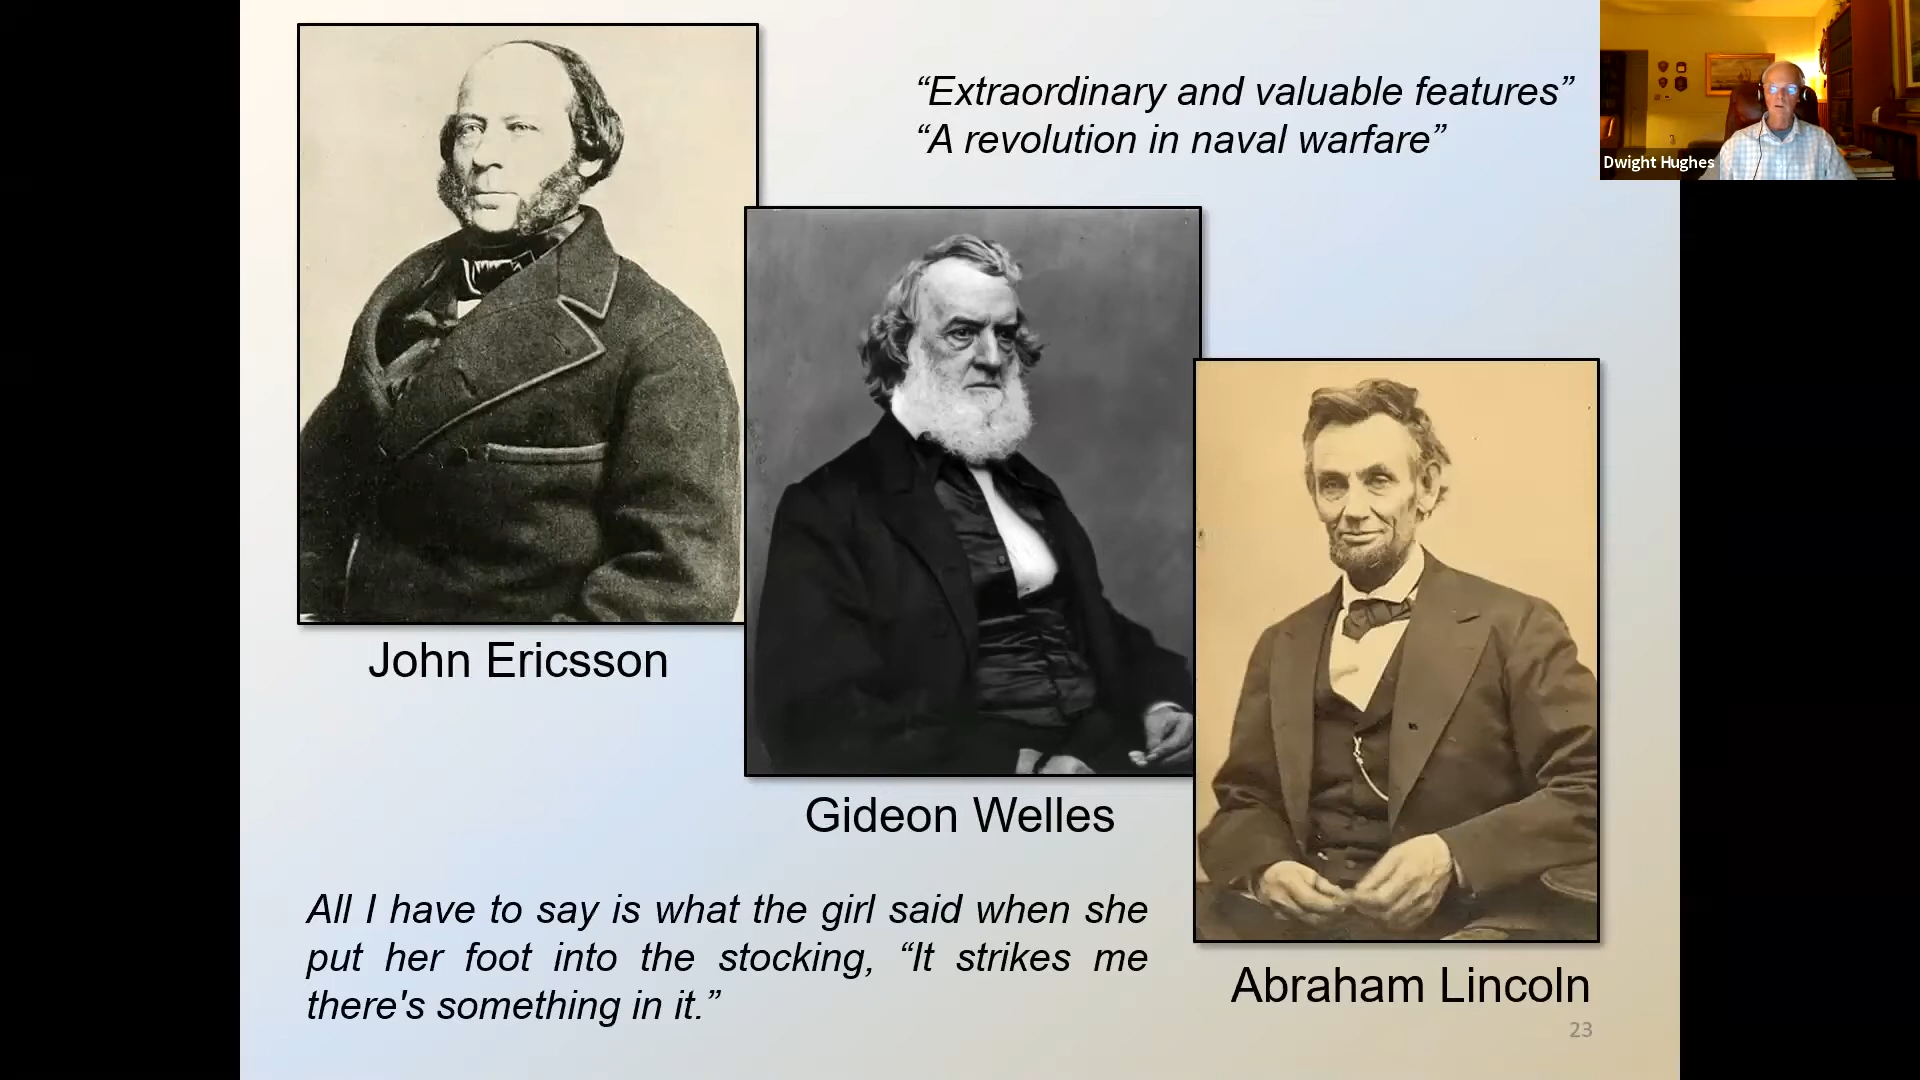 “Extraordinary and valuable features”
“A revolution in naval warfare”
Dwight Hughes
John Ericsson
Gideon Welles
All I have to say is what the girl said when she
put her foot into the stocking, “It strikes me
there's something in it.”
Abraham Lincoln
23